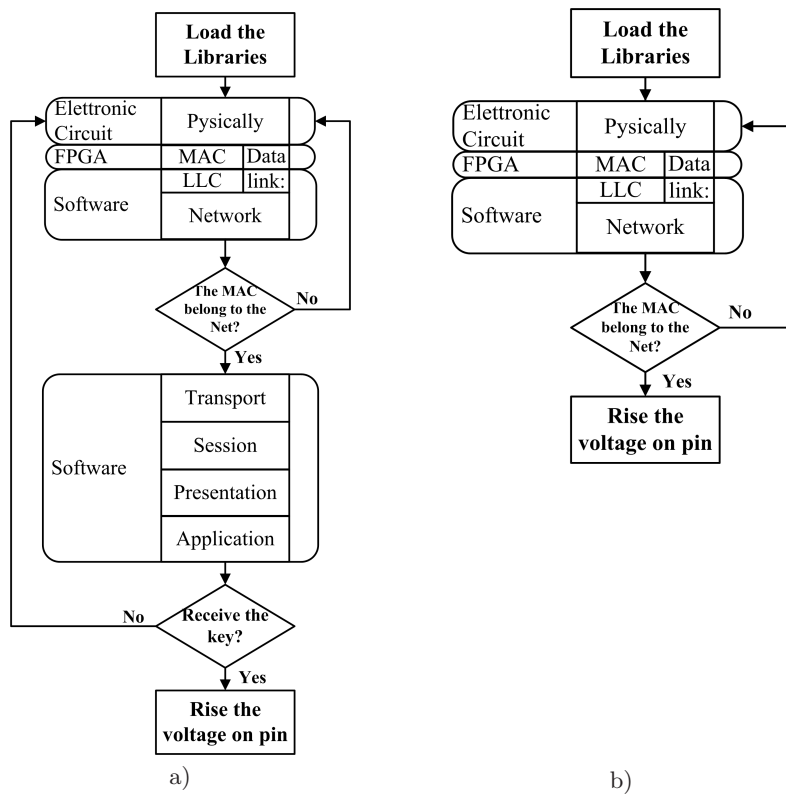 Load the
Libraries
Elettronic
Circuit
Pysically
FPGA
MAC
Data
LLC
link:
Software
Network
The MAC
belong to the
Net?
No
Yes
Software
Transport
Session
Presentation
Application
Receive the
key?
No
Yes
Rise the
voltage on pin
a)
Load the
Libraries
Elettronic
Circuit
Pysically
FPGA
MAC
Data
LLC
link:
Software
Network
The MAC
belong to the
Net?
No
Yes
Rise the
voltage on pin
b)